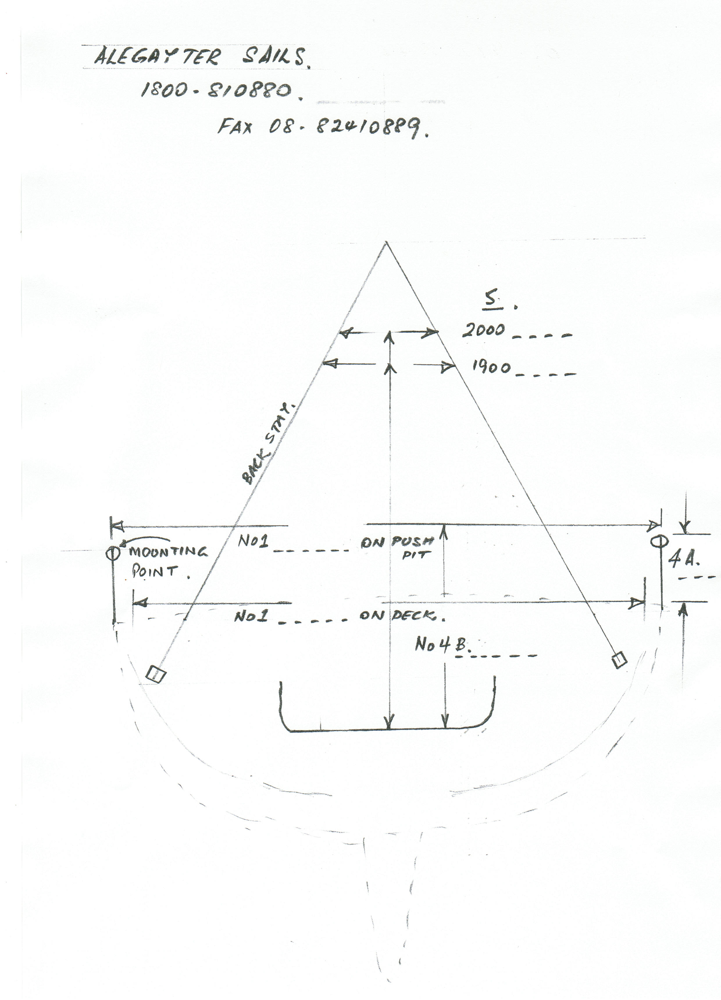 ALEGAYTER SAILS.
1800-810880.
FAX 08-82410889.
5.
2000 ----
1900 ----
BACK STAY.
No1 ------ ON PUSH PIT
MOUNTING
POINT.
4A.
---
No1 ----- ON DECK.
No4B. ------